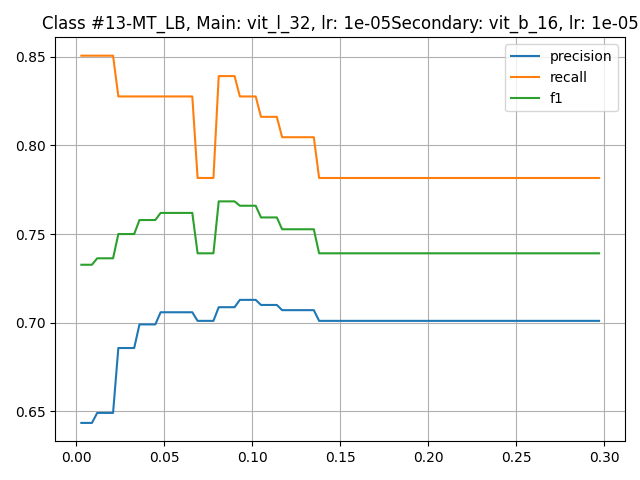 Class #13-MT_LB, Main: vit_l_32, lr: 1e-05Secondary: vit_b_16, lr: 1e-05
precision
recall
f1
0.85
0.80
0.75
0.70
0.65
0.00 0.05 0.10 0.15 0.20 0.25 0.30